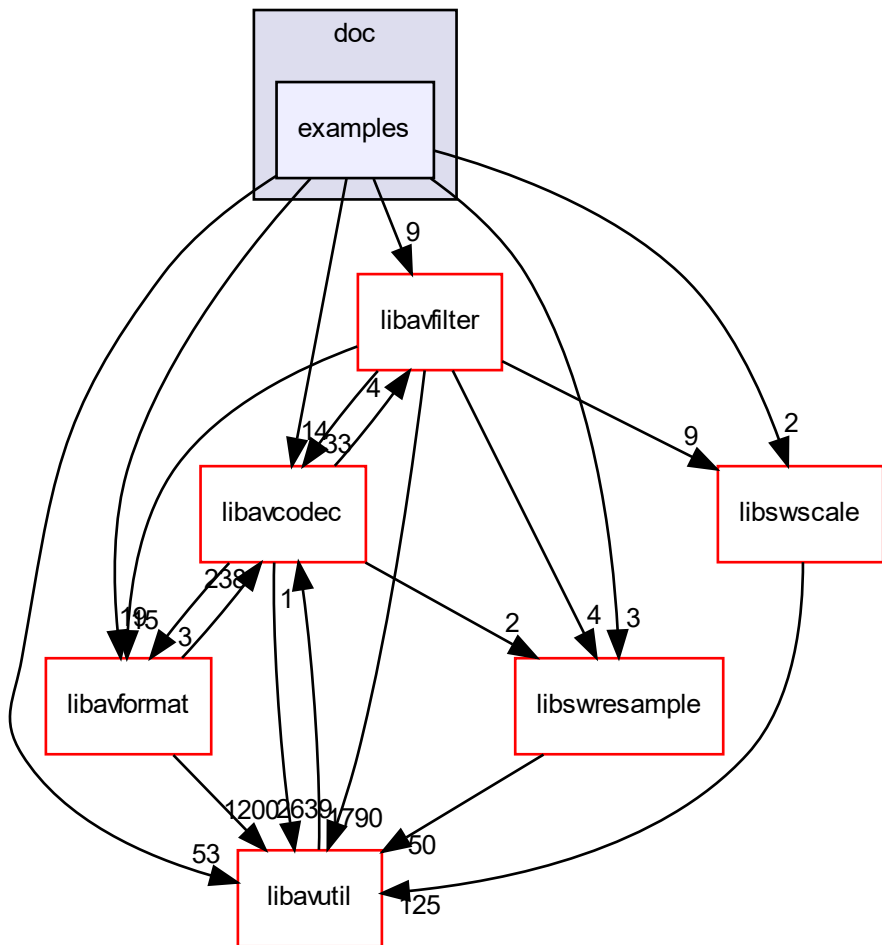 doc
examples
9
libavfilter
4
14
33
9
2
libavcodec
libswscale
238
1
2
4
3
19
15
3
libavformat
libswresample
1200
2639
1790
50
53
125
libavutil